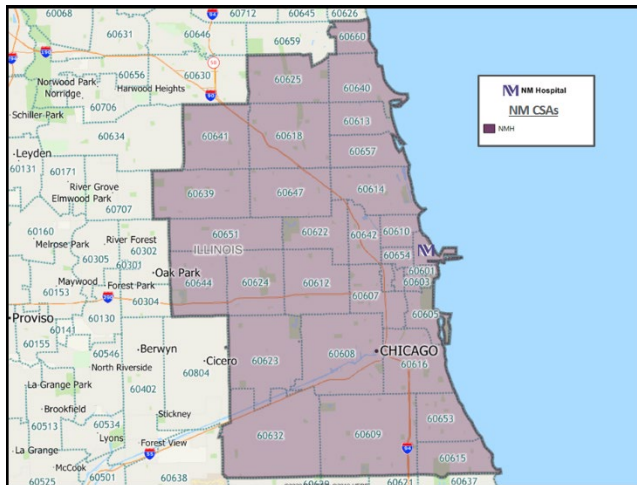 60068
60712
60645
60626
60631
60646
60659
60660
Norwood Park
Norridge
60656
60630
60625
60640
Harwood Heights
Schiller Park
60706
60634
60641
60618
60613
60657
Leyden
60131
60171
River Grove
Elmwood Park
60707
60639
60647
60614
60160
Melrose Park
River Forest
60302
60305
60301
60651
ILLINOIS
60622
60642
60610
60654
NM
60601
60603
Oak Park
Maywood
Forest Park
60153
60304
60644
60624
60612
60607
60605
Proviso
60141
60130
60155
60546
Berwyn
Cicero
North Riverside
60804
60402
60623
60608
CHICAGO
60616
La Grange Park
Brookfield
60513
60534
Stickney
Lyons
Forest View
La Grange
McCook
60525
60501
60638
55
60632
60609
60653
60615
94
60621
60637
NM NM Hospital
NM CSAs
NMH